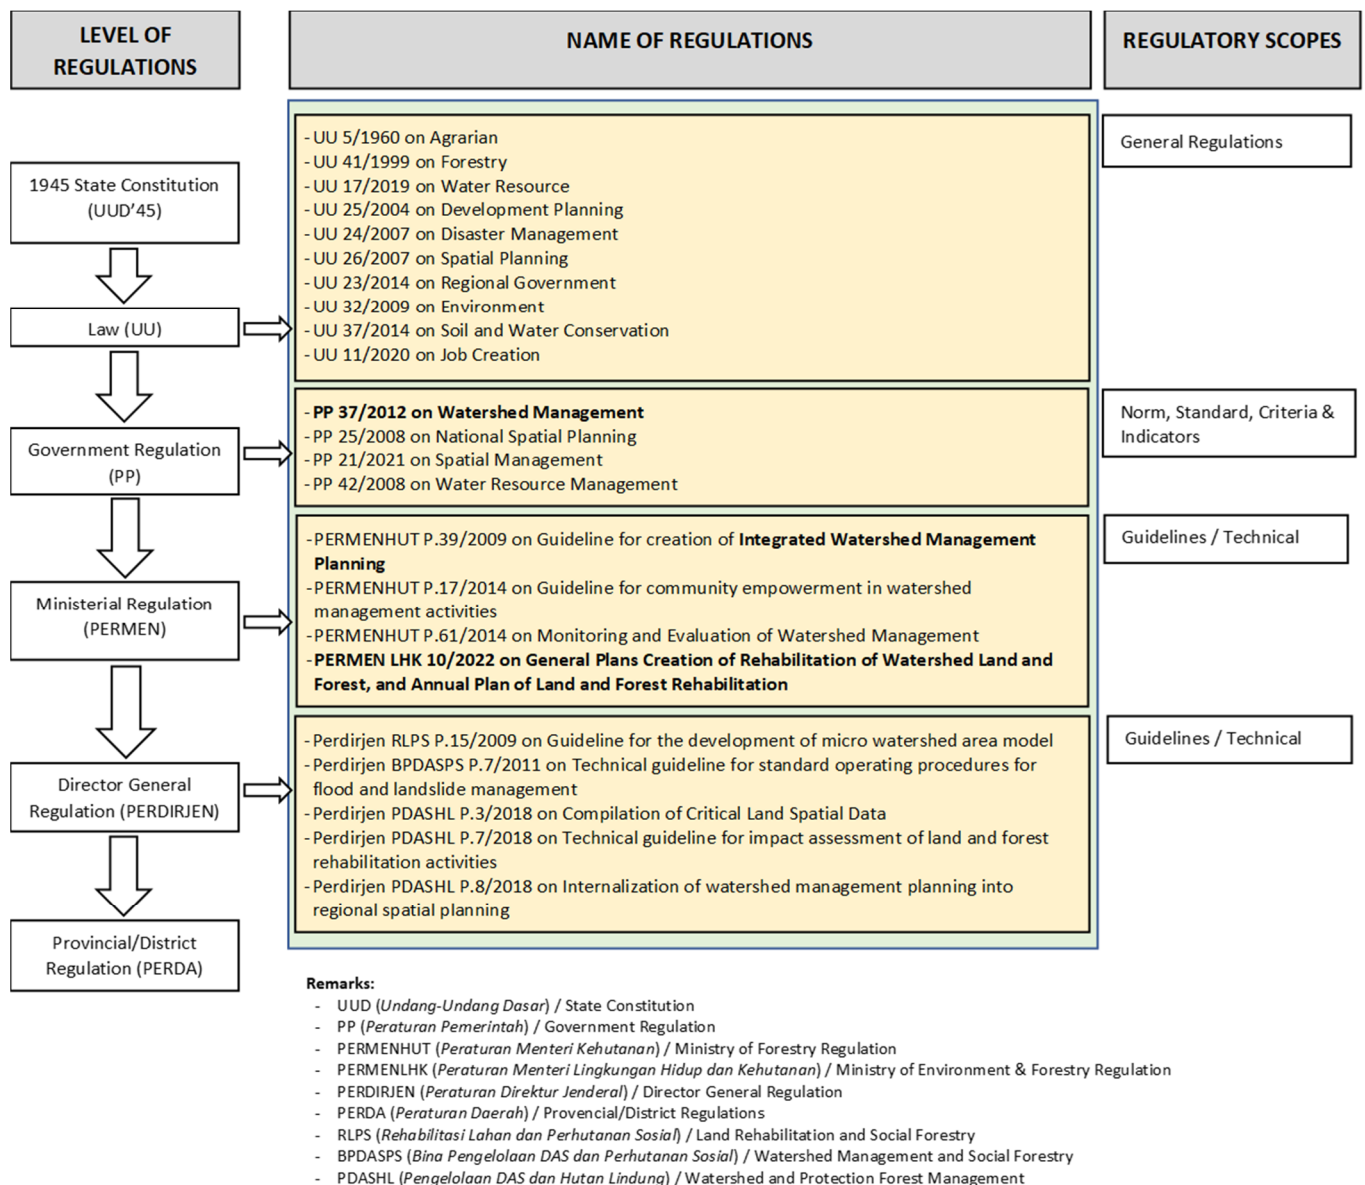 LEVEL OF
REGULATIONS
NAME OF REGULATIONS
REGULATORY SCOPES
1945 State Constitution
(UUD'45)
Law (UU)
Government Regulation
(PP)
Ministerial Regulation
(PERMEN)
Director General
Regulation (PERDIRJEN)
Provincial/District
Regulation (PERDA)
- UU 5/1960 on Agrarian
- UU 41/1999 on Forestry
- UU 17/2019 on Water Resource
- UU 25/2004 on Development Planning
- UU 24/2007 on Disaster Management
- UU 26/2007 on Spatial Planning
- UU 23/2014 on Regional Government
- UU 32/2009 on Environment
- UU 37/2014 on Soil and Water Conservation
- UU 11/2020 on Job Creation
- PP 37/2012 on Watershed Management
- PP 25/2008 on National Spatial Planning
- PP 21/2021 on Spatial Management
- PP 42/2008 on Water Resource Management
-PERMENHUT P.39/2009 on Guideline for creation of Integrated Watershed Management
Planning
-PERMENHUT P.17/2014 on Guideline for community empowerment in watershed
management activities
-PERMENHUT P.61/2014 on Monitoring and Evaluation of Watershed Management
-PERMEN LHK 10/2022 on General Plans Creation of Rehabilitation of Watershed Land and
Forest, and Annual Plan of Land and Forest Rehabilitation
- Perdirjen RLPS P.15/2009 on Guideline for the development of micro watershed area model
- Perdirjen BPDASPS P.7/2011 on Technical guideline for standard operating procedures for
flood and landslide management
- Perdirjen PDASHL P.3/2018 on Compilation of Critical Land Spatial Data
- Perdirjen PDASHL P.7/2018 on Technical guideline for impact assessment of land and forest
rehabilitation activities
- Perdirjen PDASHL P.8/2018 on Internalization of watershed management planning into
regional spatial planning
General Regulations
Norm, Standard, Criteria &
Indicators
Guidelines / Technical
Guidelines / Technical
Remarks:
- UUD (Undang-Undang Dasar) / State Constitution
- PP (Peraturan Pemerintah) / Government Regulation
- PERMENHUT (Peraturan Menteri Kehutanan) / Ministry of Forestry Regulation
- PERMENLHK (Peraturan Menteri Lingkungan Hidup dan Kehutanan) / Ministry of Environment & Forestry Regulation
- PERDIRJEN (Peraturan Direktur Jenderal) / Director General Regulation
- PERDA (Peraturan Daerah) / Provencial/District Regulations
- RLPS (Rehabilitasi Lahan dan Perhutanan Sosial) / Land Rehabilitation and Social Forestry
- BPDASPS (Bina Pengelolaan DAS dan Perhutanan Sosial) / Watershed Management and Social Forestry
- PDASHL (Pengelolaan DAS dan Hutan Lindung) / Watershed and Protection Forest Management